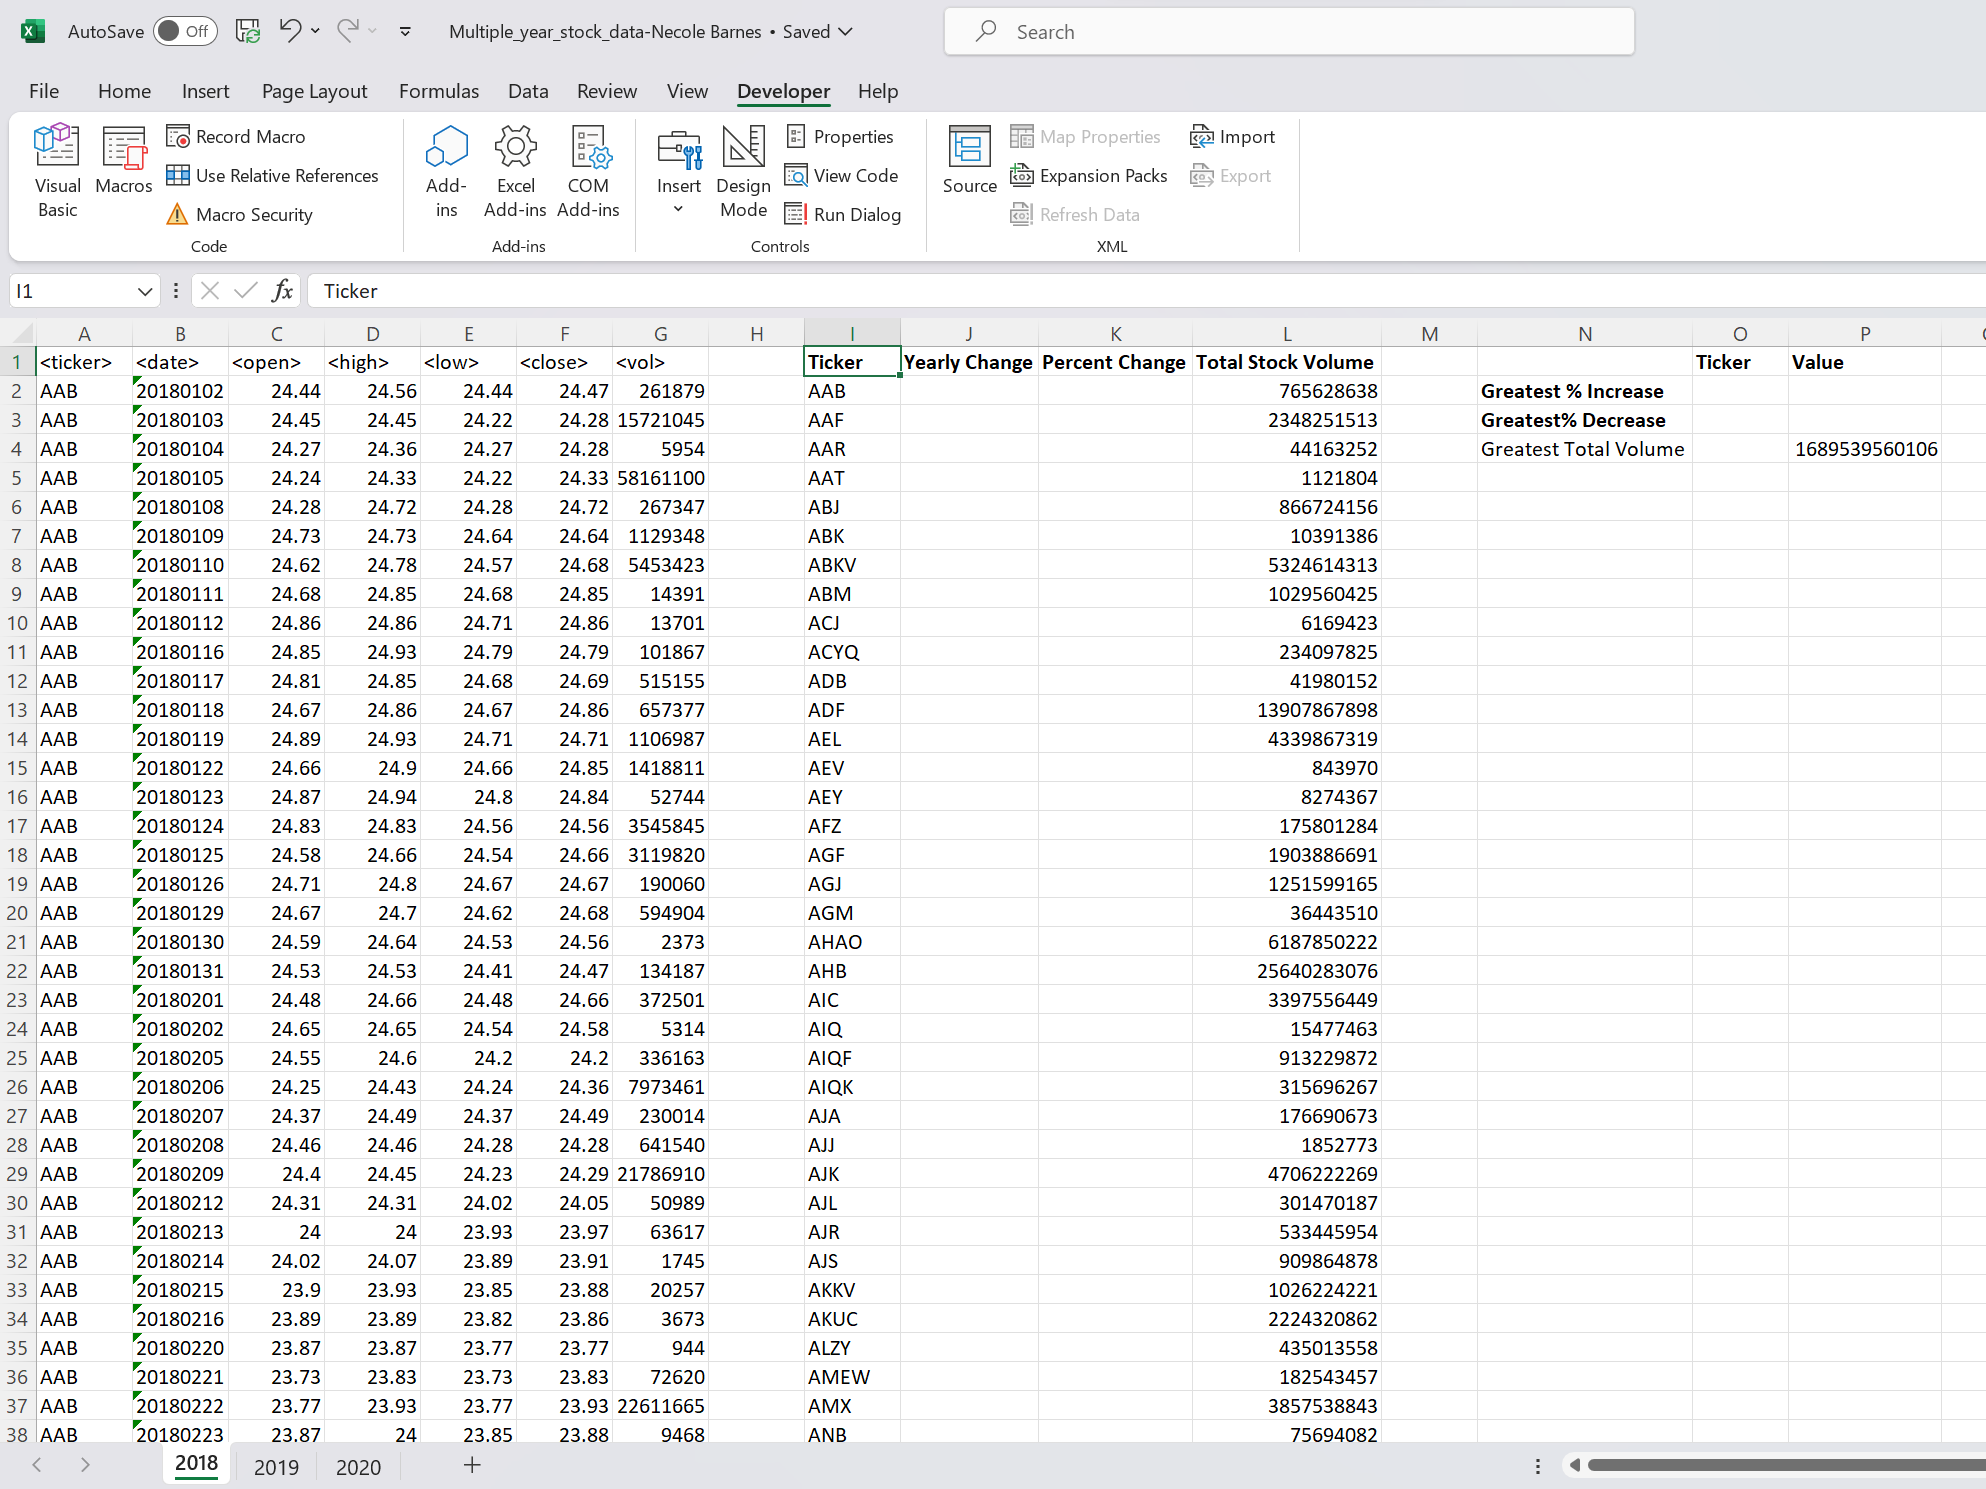 AutoSave Off Multiple_year_stock_data-Necole Barnes • Saved Search
File Home Insert Page Layout Formulas Data Review View Developer Help
Visual Basic Macros Record Macro Use Relative References Macro Security Code
Add-ins Excel Add-ins COM Add-ins Add-ins
Insert Design Mode Properties View Code Run Dialog Controls
Source Map Properties Expansion Packs Refresh Data Import Export XML
I1 fx Ticker
A B C D E F G H I J K L M N O P
1 <ticker> <date> <open> <high> <low> <close> <vol> Ticker Yearly Change Percent Change Total Stock Volume Ticker Value
2 AAB 20180102 24.44 24.56 24.44 24.47 261879 AAB 765628638 Greatest % Increase
3 AAB 20180103 24.45 24.45 24.22 24.28 15721045 AAF 2348251513 Greatest% Decrease
4 AAB 20180104 24.27 24.36 24.27 24.28 5954 AAR 44163252 Greatest Total Volume 1689539560106
5 AAB 20180105 24.24 24.33 24.22 24.33 58161100 AAT 1121804
6 AAB 20180108 24.28 24.72 24.28 24.72 267347 ABJ 866724156
7 AAB 20180109 24.73 24.73 24.64 24.64 1129348 ABK 10391386
8 AAB 20180110 24.62 24.78 24.57 24.68 5453423 ABKV 5324614313
9 AAB 20180111 24.68 24.85 24.68 24.85 14391 ABM 1029560425
10 AAB 20180112 24.86 24.86 24.71 24.86 13701 ACJ 6169423
11 AAB 20180116 24.85 24.93 24.79 24.79 101867 ACYQ 234097825
12 AAB 20180117 24.81 24.85 24.68 24.69 515155 ADB 41980152
13 AAB 20180118 24.67 24.86 24.67 24.86 657377 ADF 13907867898
14 AAB 20180119 24.89 24.93 24.71 24.71 1106987 AEL 4339867319
15 AAB 20180122 24.66 24.9 24.66 24.85 1418811 AEV 843970
16 AAB 20180123 24.87 24.94 24.8 24.84 52744 AEY 8274367
17 AAB 20180124 24.83 24.83 24.56 24.56 3545845 AFZ 175801284
18 AAB 20180125 24.58 24.66 24.54 24.66 3119820 AGF 1903886691
19 AAB 20180126 24.71 24.8 24.67 24.67 190060 AGJ 1251599165
20 AAB 20180129 24.67 24.7 24.62 24.68 594904 AGM 36443510
21 AAB 20180130 24.59 24.64 24.53 24.56 2373 AHAO 6187850222
22 AAB 20180131 24.53 24.53 24.41 24.47 134187 AHB 25640283076
23 AAB 20180201 24.48 24.66 24.48 24.66 372501 AIC 3397556449
24 AAB 20180202 24.65 24.65 24.54 24.58 5314 AIQ 15477463
25 AAB 20180205 24.55 24.6 24.2 24.2 336163 AIQF 913229872
26 AAB 20180206 24.25 24.43 24.24 24.36 7973461 AIQK 315696267
27 AAB 20180207 24.37 24.49 24.37 24.49 230014 AJA 176690673
28 AAB 20180208 24.46 24.46 24.28 24.28 641540 AJJ 1852773
29 AAB 20180209 24.4 24.45 24.23 24.29 21786910 AJK 4706222269
30 AAB 20180212 24.31 24.31 24.02 24.05 50989 AJL 301470187
31 AAB 20180213 24 24 23.93 23.97 63617 AJR 533445954
32 AAB 20180214 24.02 24.07 23.89 23.91 1745 AJS 909864878
33 AAB 20180215 23.9 23.93 23.85 23.88 20257 AKKV 1026224221
34 AAB 20180216 23.89 23.89 23.82 23.86 3673 AKUC 2224320862
35 AAB 20180220 23.87 23.87 23.77 23.77 944 ALZY 435013558
36 AAB 20180221 23.73 23.83 23.73 23.83 72620 AMEW 182543457
37 AAB 20180222 23.77 23.93 23.77 23.93 22611665 AMX 3857538843
38 AAB 20180223 23.87 24 23.85 23.88 9468 ANB 75694082
2018 2019 2020 +